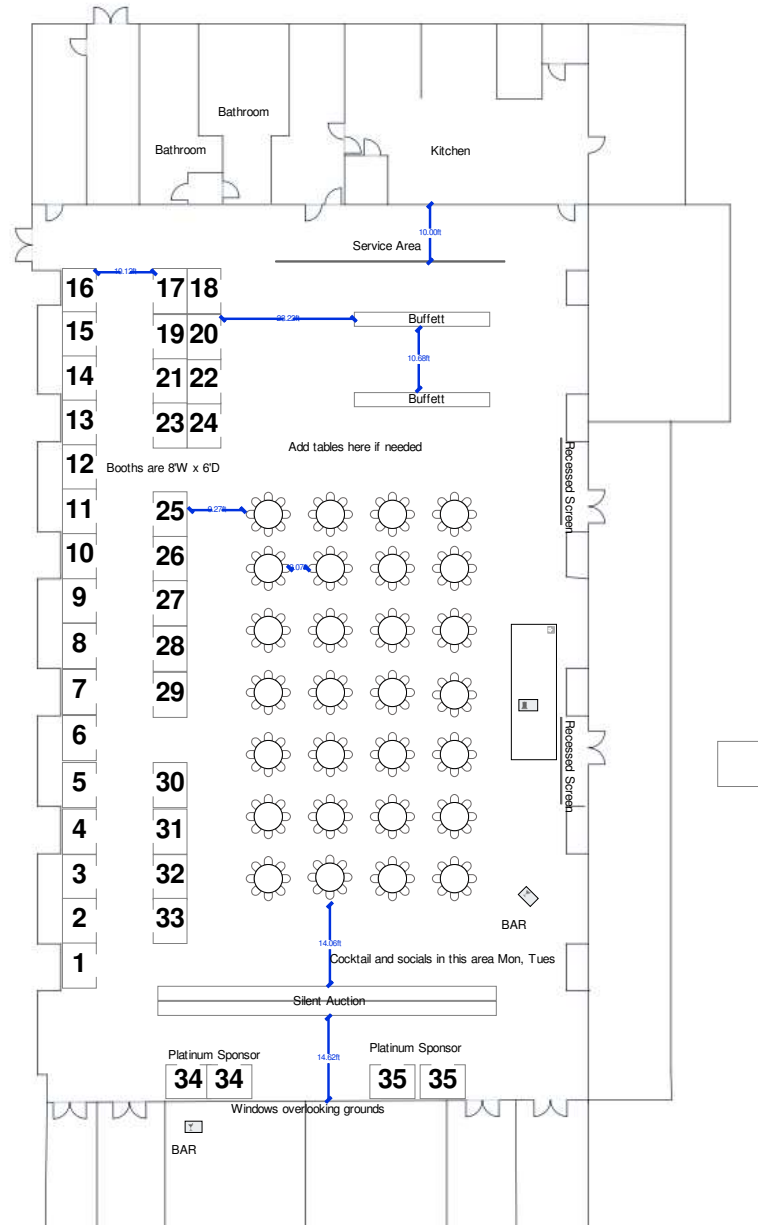 Bathroom
Bathroom
Kitchen
10.00ft
Service Area
16
17 18
Buffett
15
19 20
10.68ft
14
21 22
Buffett
13
23 24
Add tables here if needed
Recessed Screen
12
Booths are 8'W x 6'D
11
25
10
26
9
27
8
28
7
29
6
Recessed Screen
5
30
4
31
3
32
2
33
BAR
14.06ft
1
Cocktail and socials in this area Mon, Tues
Silent Auction
14.62ft
Platinum Sponsor
Platinum Sponsor
34 34
35 35
Windows overlooking grounds
BAR